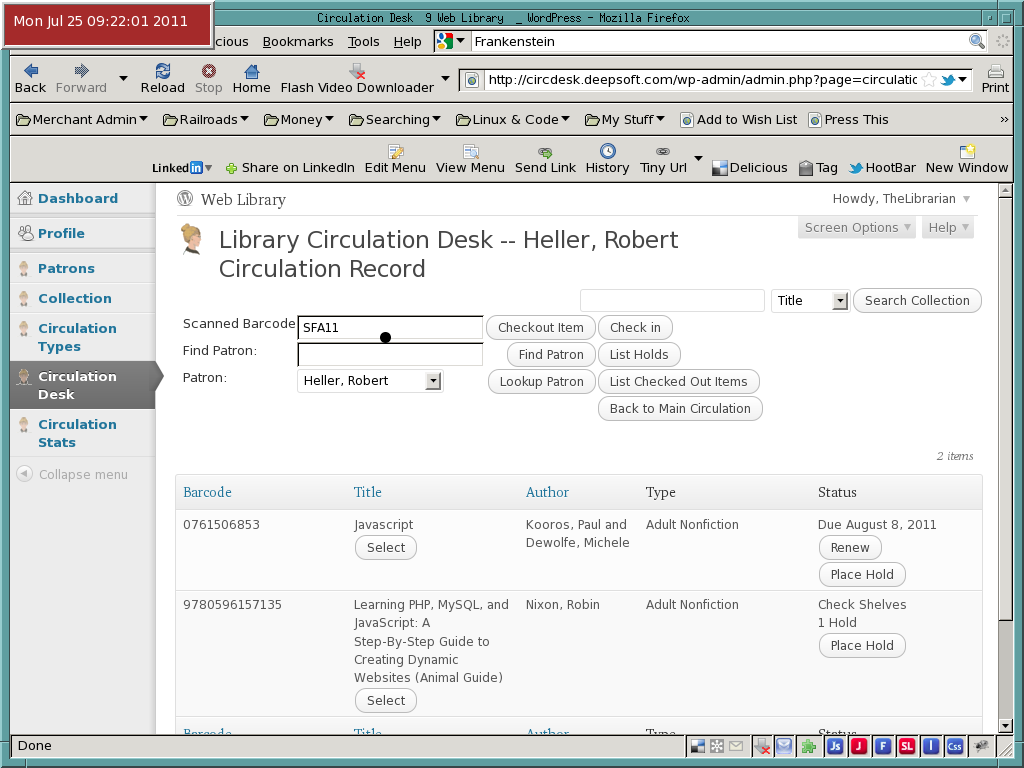 Mon Jul 25 09:22:01 2011
Circulation Desk 9 Web Library _ WordPress - Mozilla Firefox
cious Bookmarks Tools Help Frankenstein
Back Forward Reload Stop Home Flash Video Downloader http://circdesk.deepsoft.com/wp-admin/admin.php?page=circulatic Print
Merchant Admin Railroads Money Searching Linux & Code My Stuff Add to Wish List Press This »
Linked in Share on LinkedIn Edit Menu View Menu Send Link History Tiny Url Delicious Tag HootBar New Window
Dashboard
Profile
Patrons
Collection
Circulation
Types
Circulation
Desk
Circulation
Stats
Collapse menu
Web Library Howdy, TheLibrarian
Screen Options Help
Library Circulation Desk -- Heller, Robert
Circulation Record
Title Search Collection
Scanned Barcode SFA11 Checkout Item Check in
Find Patron: Find Patron List Holds
Patron: Heller, Robert Lookup Patron List Checked Out Items
Back to Main Circulation
2 items
Barcode Title Author Type Status
0761506853 Javascript Kooros, Paul and Adult Nonfiction Due August 8, 2011
Select Dewolfe, Michele Renew
Place Hold
9780596157135 Learning PHP, MySQL, and Nixon, Robin Adult Nonfiction Check Shelves
JavaScript: A 1 Hold
Step-By-Step Guide to Place Hold
Creating Dynamic
Websites (Animal Guide)
Select
Barcode Title Author Type Status
Done Js J F SL I Css